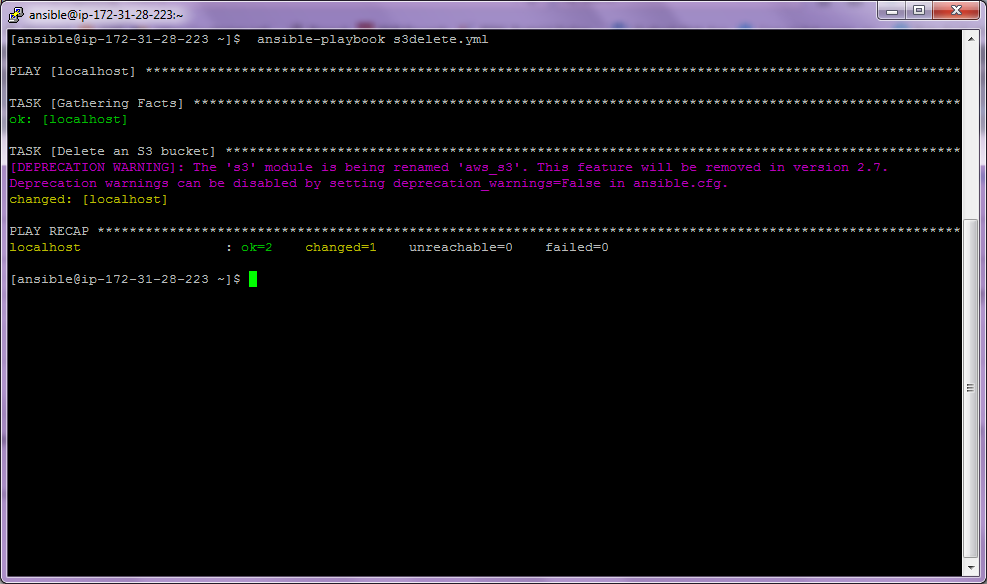 ansible@ip-172-31-28-223:~
[ansible@ip-172-31-28-223 ~]$  ansible-playbook s3delete.yml
PLAY [localhost] ******************************************************************************************************
TASK [Gathering Facts] ************************************************************************************************
ok: [localhost]
TASK [Delete an S3 bucket] ********************************************************************************************
[DEPRECATION WARNING]: The 's3' module is being renamed 'aws_s3'. This feature will be removed in version 2.7.
Deprecation warnings can be disabled by setting deprecation_warnings=False in ansible.cfg.
changed: [localhost]
PLAY RECAP ************************************************************************************************************
localhost                  : ok=2    changed=1    unreachable=0    failed=0
[ansible@ip-172-31-28-223 ~]$